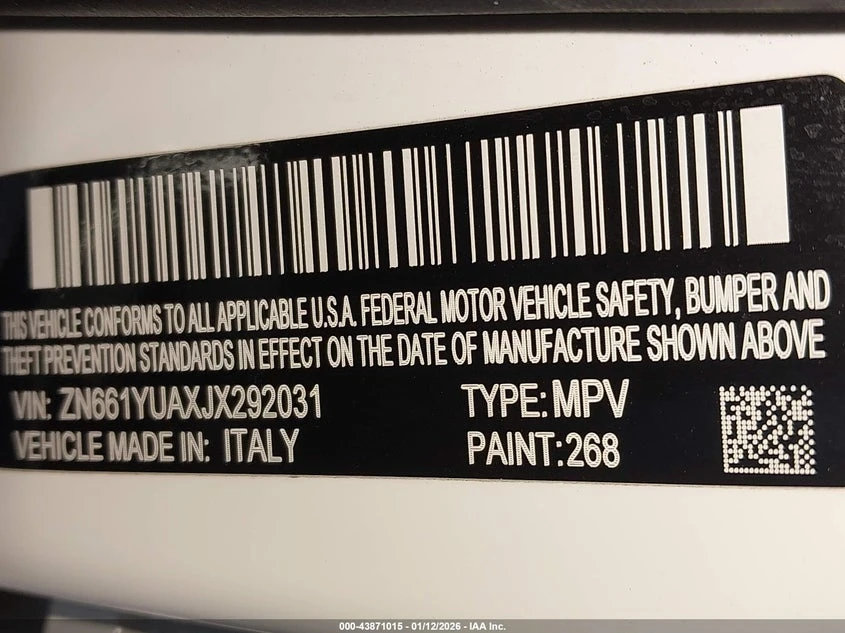 THIS VEHICLE CONFORMS TO ALL APPLICABLE U.S.A. FEDERAL MOTOR VEHICLE SAFETY, BUMPER AND
THEFT PREVENTION STANDARDS IN EFFECT ON THE DATE OF MANUFACTURE SHOWN ABOVE
VIN: ZN661YUAXJX292031 TYPE: MPV
VEHICLE MADE IN: ITALY PAINT: 268
000-43871015 - 01/12/2026 - IAA Inc.